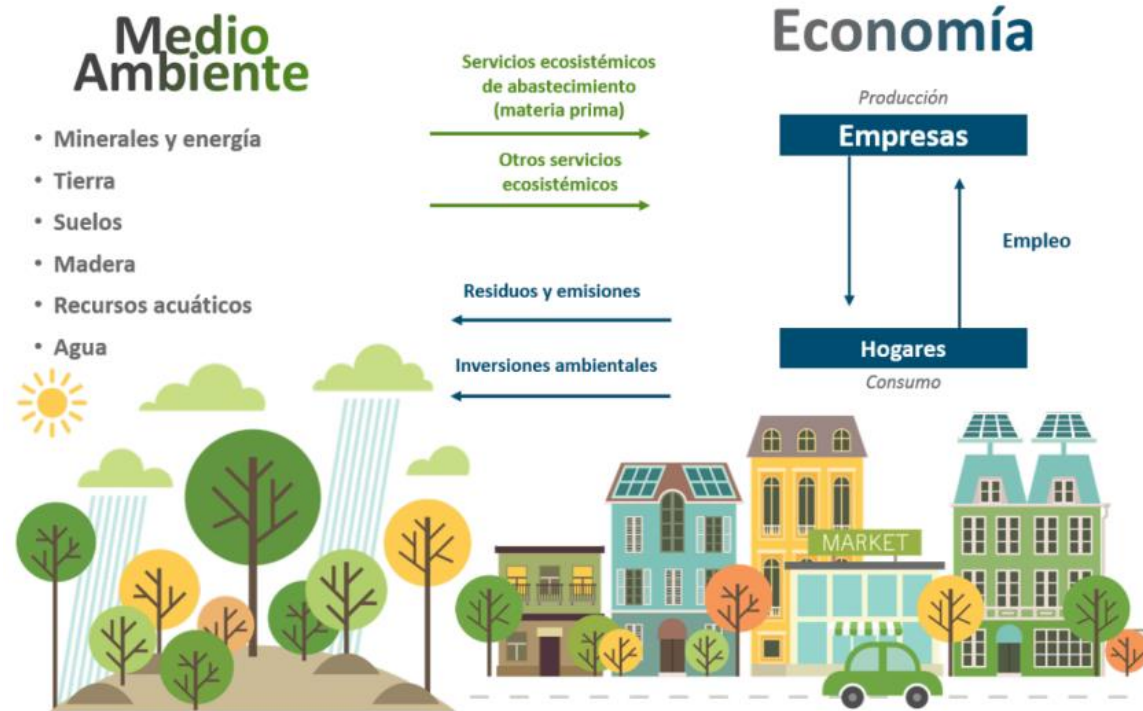 Medio
Ambiente
• Minerales y energía
• Tierra
• Suelos
• Madera
• Recursos acuáticos
• Agua
Servicios ecosistémicos
de abastecimiento
(materia prima)
Otros servicios
ecosistémicos
Residuos y emisiones
Inversiones ambientales
Economía
Producción
Empresas
Empleo
Hogares
Consumo
MARKET